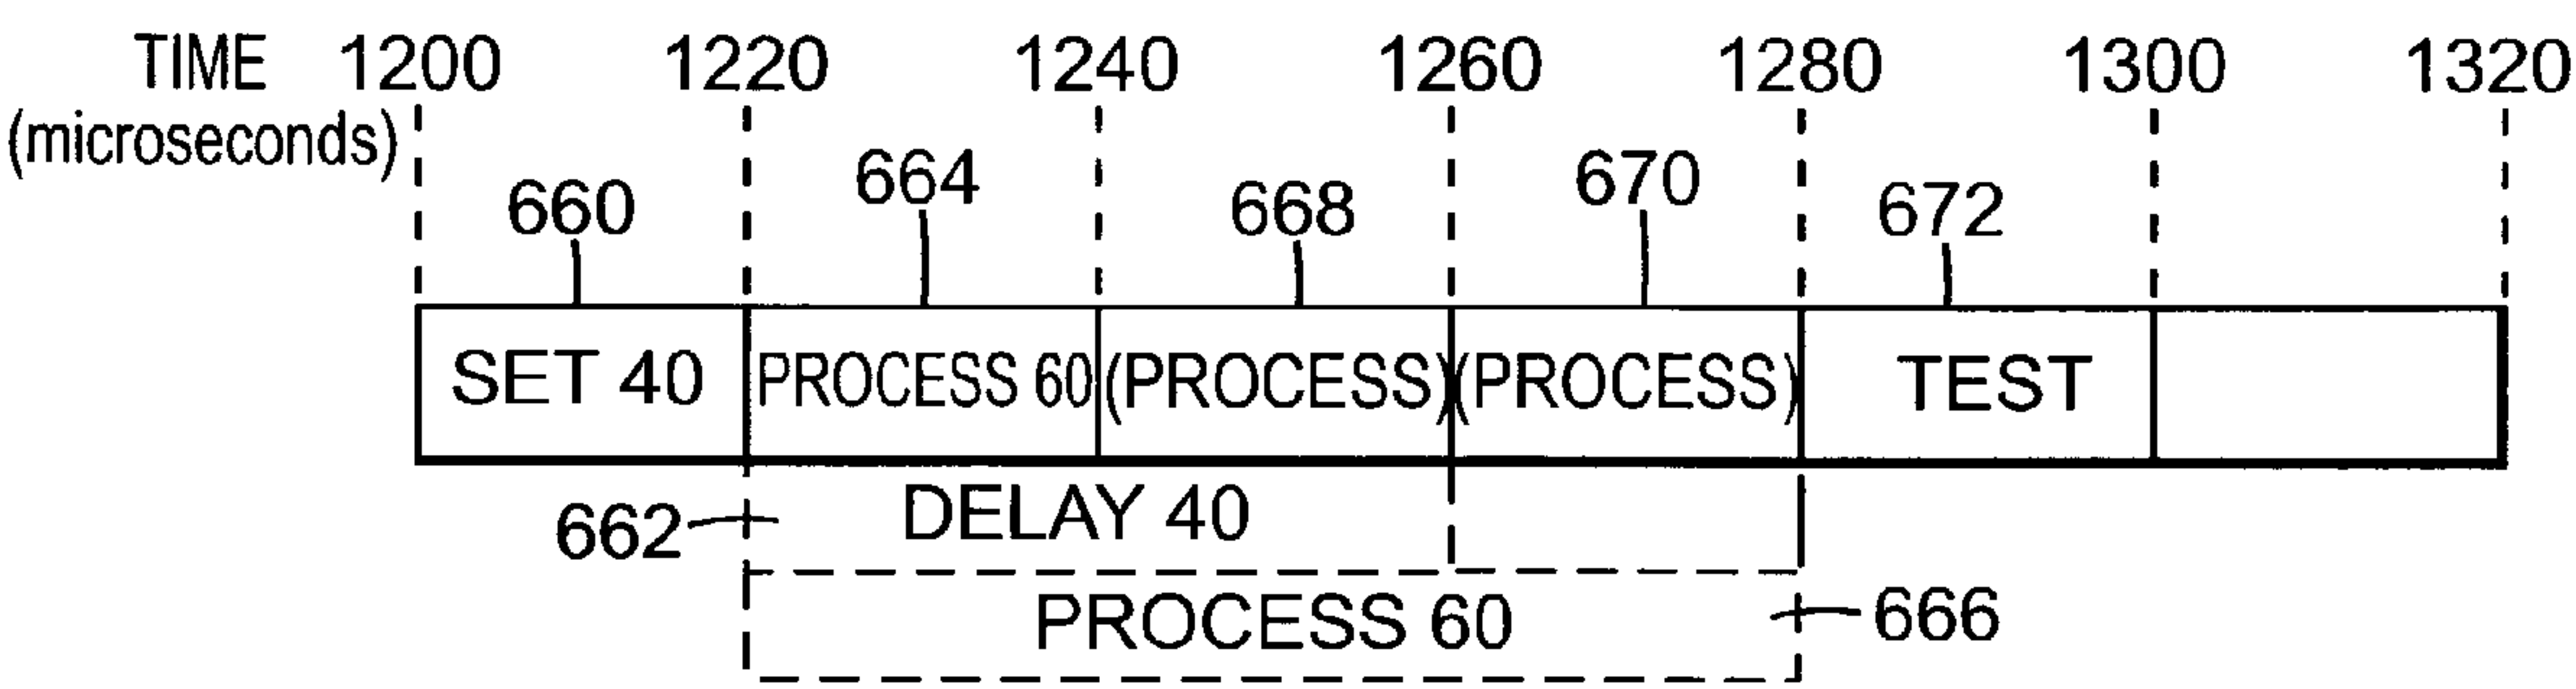 TIME 1200 1220 1240 1260 1280 1300 1320
(microseconds)
660 664 668 670 672
SET 40 PROCESS 60 (PROCESS) (PROCESS) TEST
662 DELAY 40
PROCESS 60 666